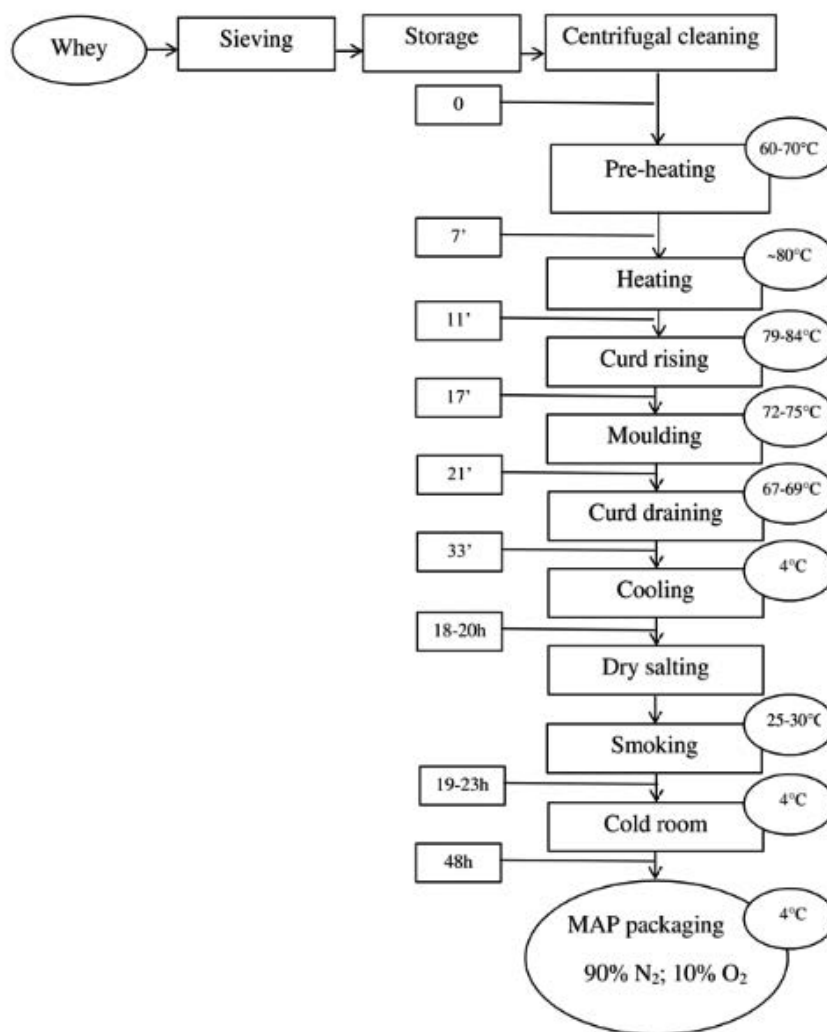 Whey
Sieving
Storage
Centrifugal cleaning
0
60-70°C
Pre-heating
7’
~80°C
Heating
11’
79-84°C
Curd rising
17’
72-75°C
Moulding
21’
67-69°C
Curd draining
33’
4°C
Cooling
18-20h
Dry salting
25-30°C
Smoking
19-23h
4°C
Cold room
48h
4°C
MAP packaging
90% N₂; 10% O₂